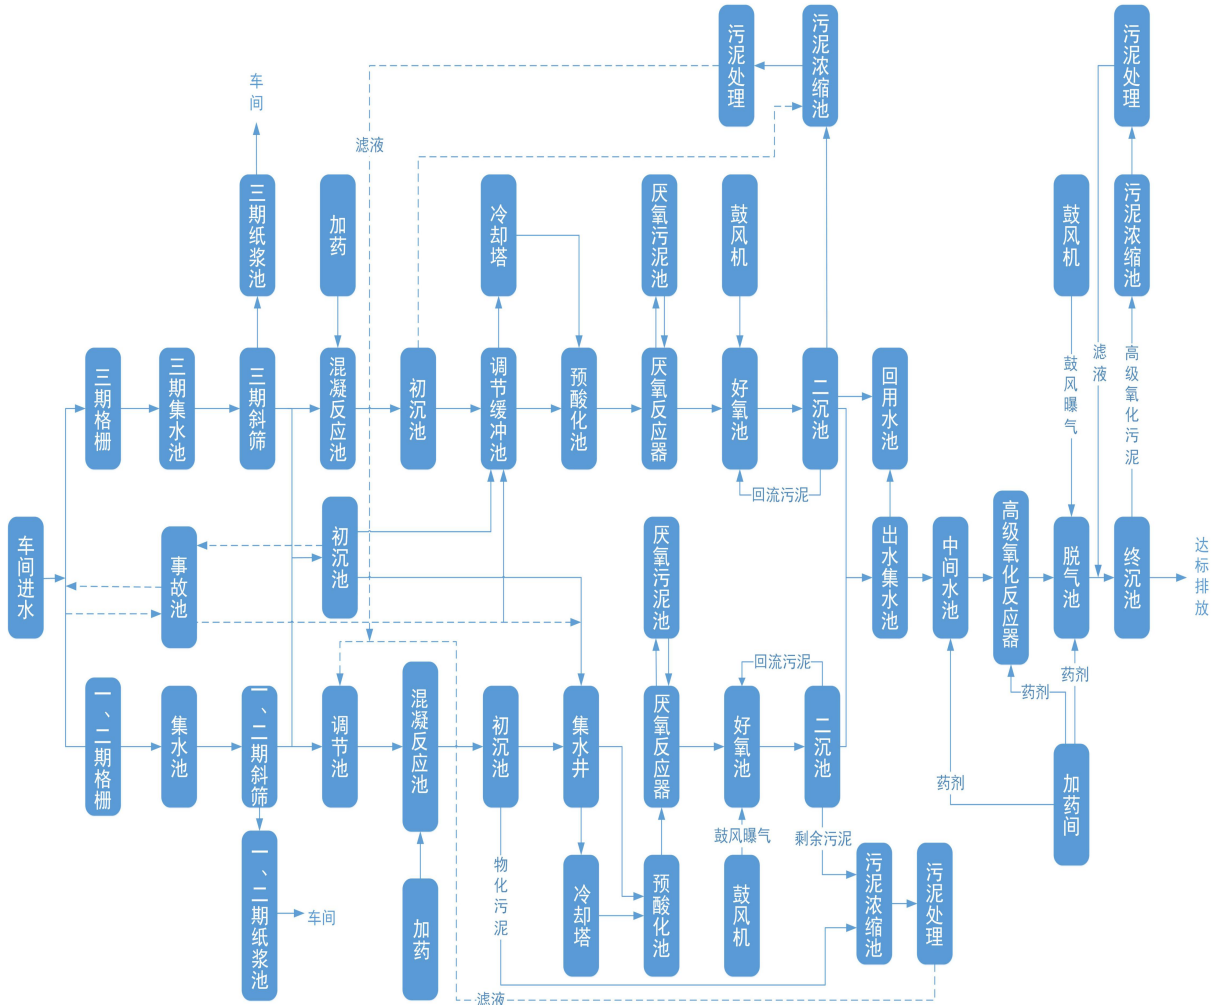 污泥处理
污泥浓缩池
污泥处理
车间
滤液
三期纸浆池
加药
冷却塔
厌氧污泥池
鼓风机
鼓风机
污泥浓缩池
三期格栅
三期集水池
三期斜筛
混凝反应池
初沉池
调节缓冲池
预酸化池
厌氧反应器
好氧池
二沉池
回用水池
鼓风曝气
滤液
高级氧化污泥
回流污泥
车间进水
事故池
初沉池
厌氧污泥池
出水集水池
中间水池
高级氧化反应器
脱气池
终沉池
达标排放
回流污泥
药剂
药剂
一、二期格栅
集水池
一、二期斜筛
调节池
混凝反应池
初沉池
集水井
厌氧反应器
好氧池
二沉池
药剂
加药间
鼓风曝气
剩余污泥
一、二期纸浆池
车间
加药
物化污泥
冷却塔
预酸化池
鼓风机
污泥浓缩池
污泥处理
滤液